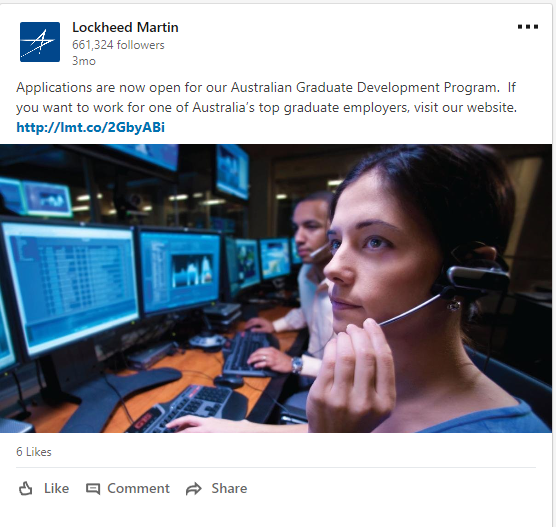 Lockheed Martin
661,324 followers
3mo
Applications are now open for our Australian Graduate Development Program.  If
you want to work for one of Australia's top graduate employers, visit our website.
http://lmt.co/2GbyABi
6 Likes
Like
Comment
Share